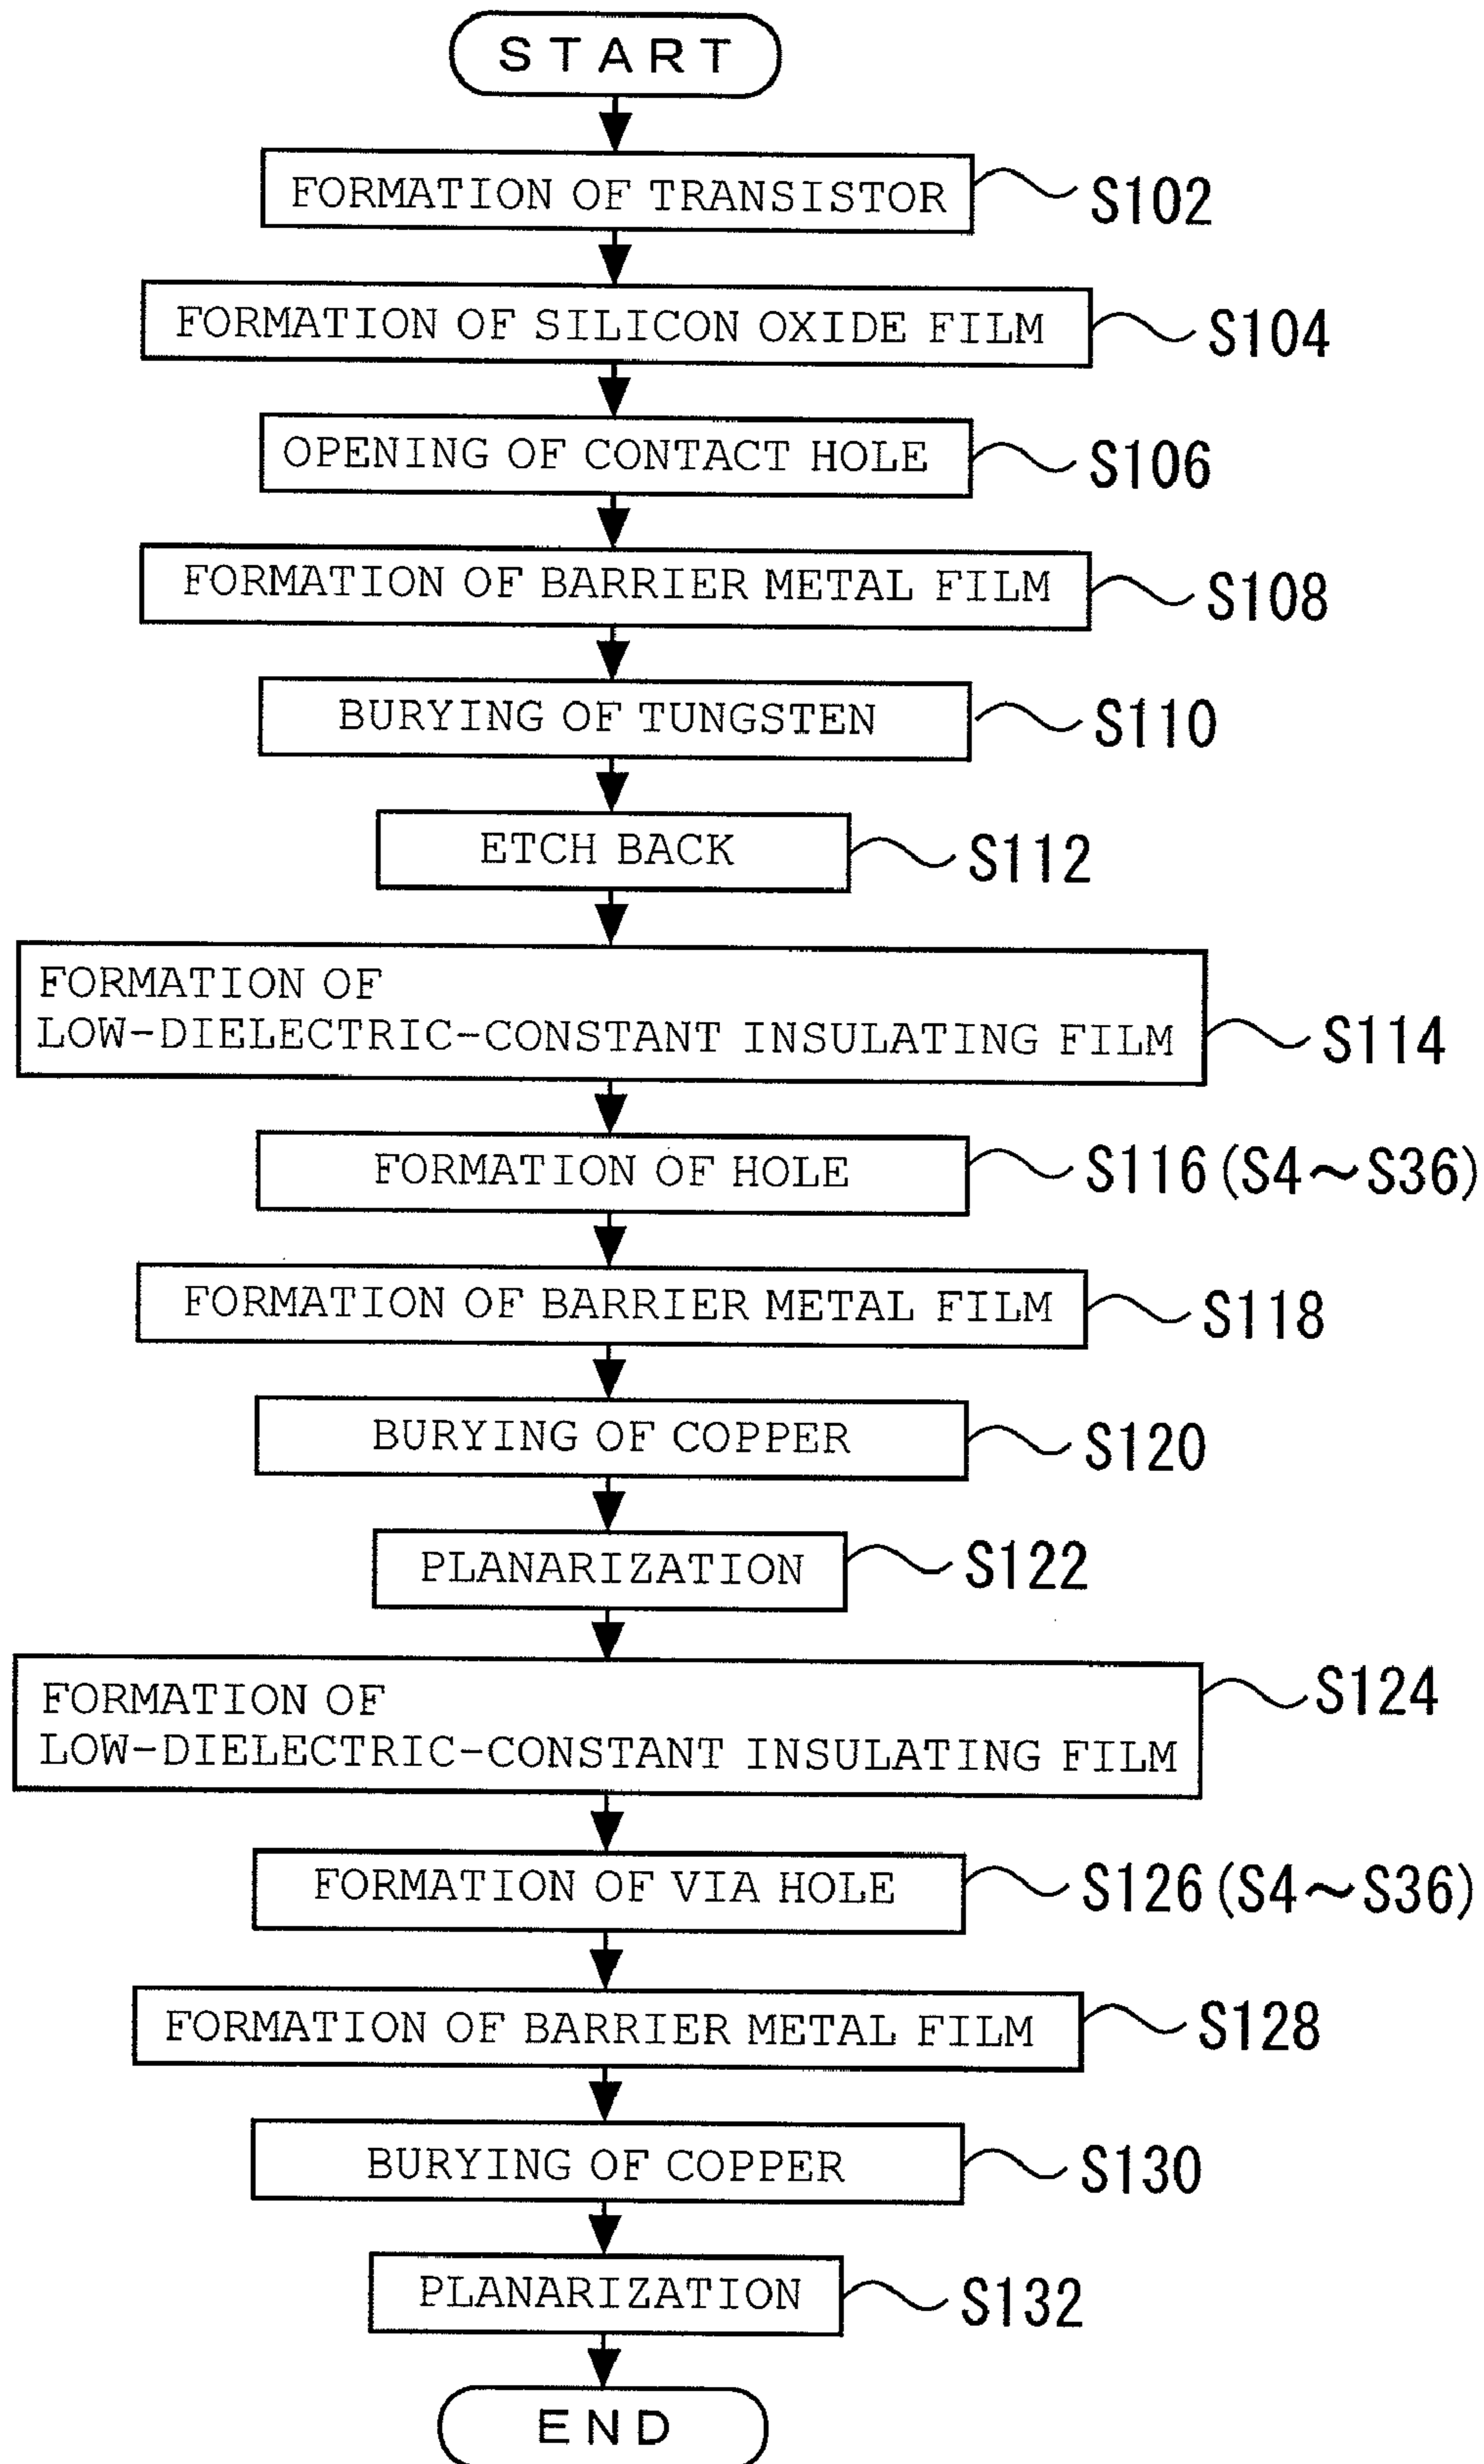 START
FORMATION OF TRANSISTOR
S102
FORMATION OF SILICON OXIDE FILM
S104
OPENING OF CONTACT HOLE
S106
FORMATION OF BARRIER METAL FILM
S108
BURYING OF TUNGSTEN
S110
ETCH BACK
S112
FORMATION OF
LOW-DIELECTRIC-CONSTANT INSULATING FILM
S114
FORMATION OF HOLE
S116 (S4~S36)
FORMATION OF BARRIER METAL FILM
S118
BURYING OF COPPER
S120
PLANARIZATION
S122
FORMATION OF
LOW-DIELECTRIC-CONSTANT INSULATING FILM
S124
FORMATION OF VIA HOLE
S126 (S4~S36)
FORMATION OF BARRIER METAL FILM
S128
BURYING OF COPPER
S130
PLANARIZATION
S132
END